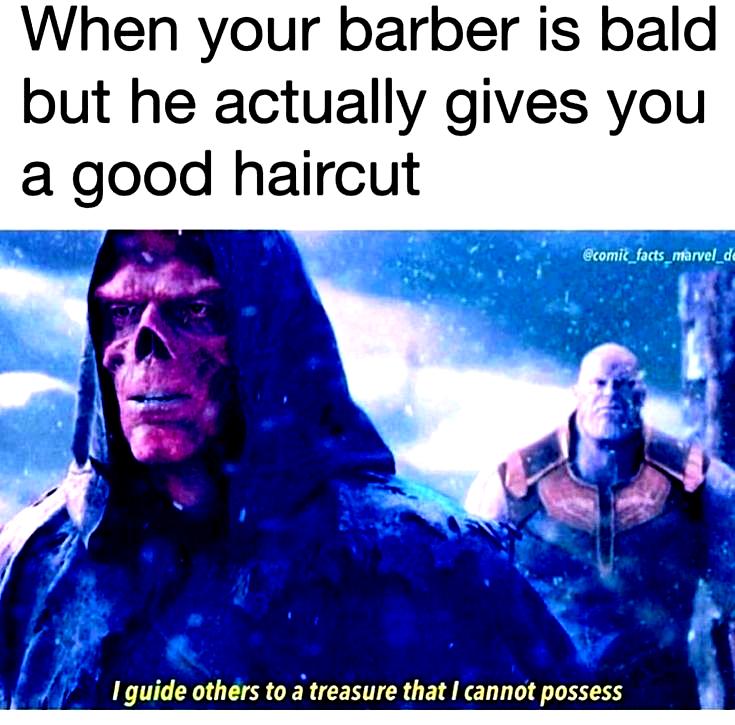 When your barber is bald
but he actually gives you
a good haircut
@comic_facts_marvel_d
I guide others to a treasure that I cannot possess